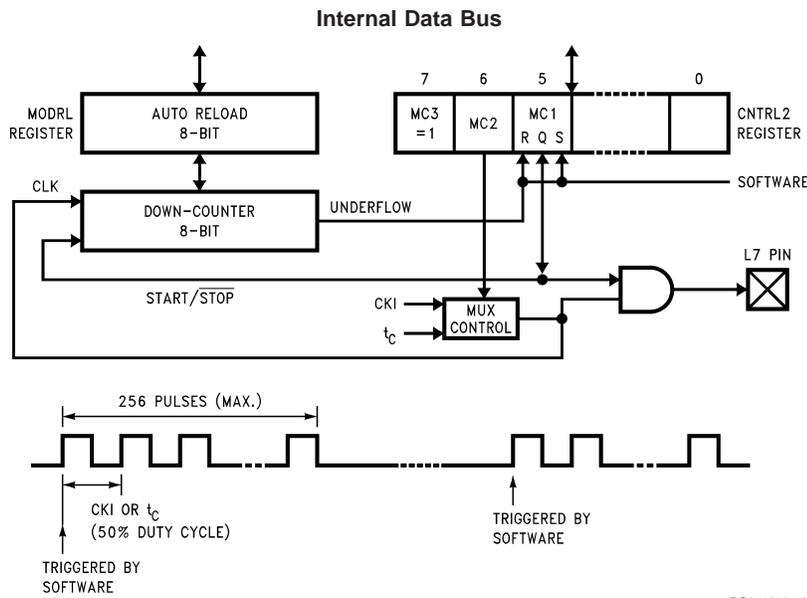 Internal Data Bus
7 6 5 0
MODRL
REGISTER
AUTO RELOAD
8-BIT
MC3
=1
MC2
MC1
R Q S
CNTRL2
REGISTER
CLK
DOWN-COUNTER
8-BIT
UNDERFLOW
SOFTWARE
START/STOP
L7 PIN
CKI
tC
MUX
CONTROL
256 PULSES (MAX.)
CKI OR tC
(50% DUTY CYCLE)
TRIGGERED BY
SOFTWARE
TRIGGERED BY
SOFTWARE